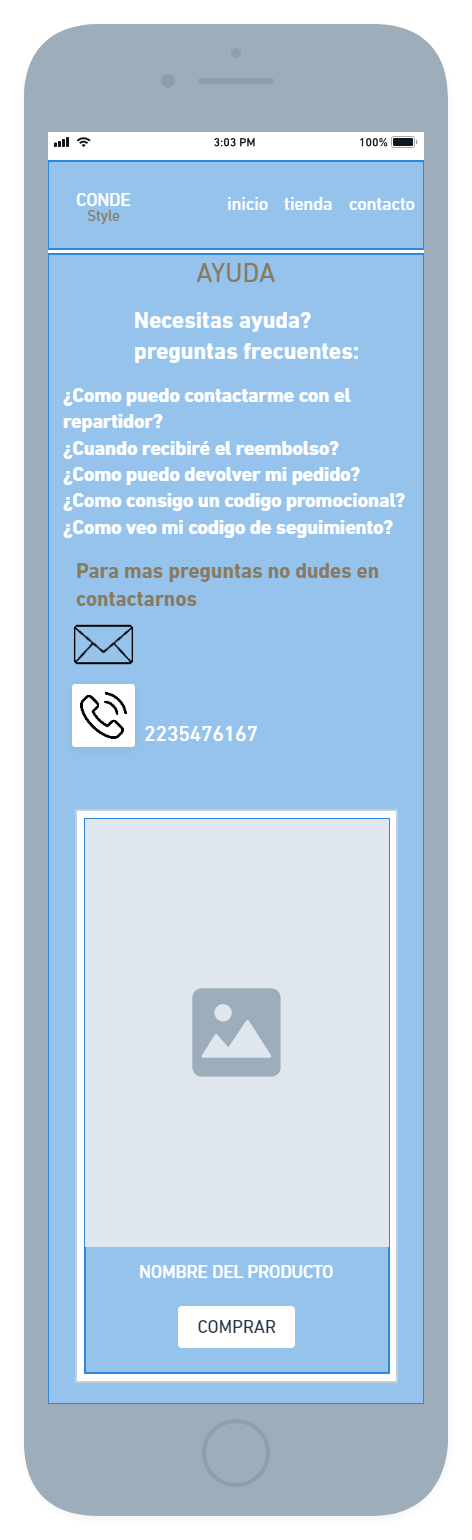 3:03 PM
100%
CONDE
Style
inicio tienda contacto
AYUDA
Necesitas ayuda?
preguntas frecuentes:
¿Como puedo contactarme con el
repartidor?
¿Cuando recibiré el reembolso?
¿Como puedo devolver mi pedido?
¿Como consigo un codigo promocional?
¿Como veo mi codigo de seguimiento?
Para mas preguntas no dudes en
contactarnos
2235476167
NOMBRE DEL PRODUCTO
COMPRAR